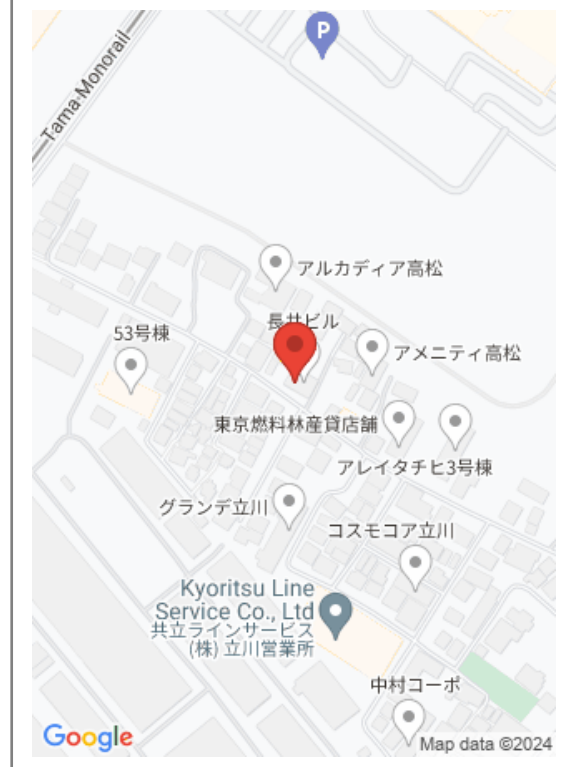 P
Tama-Monorail
アルカディア高松
長井ビル
53号棟
アメニティ高松
東京燃料林産貸店舗
アレイタチヒ3号棟
グランデ立川
コスモコア立川
Kyoritsu Line
Service Co., Ltd
共立ラインサービス
(株) 立川営業所
中村コーポ
Google
Map data ©2024